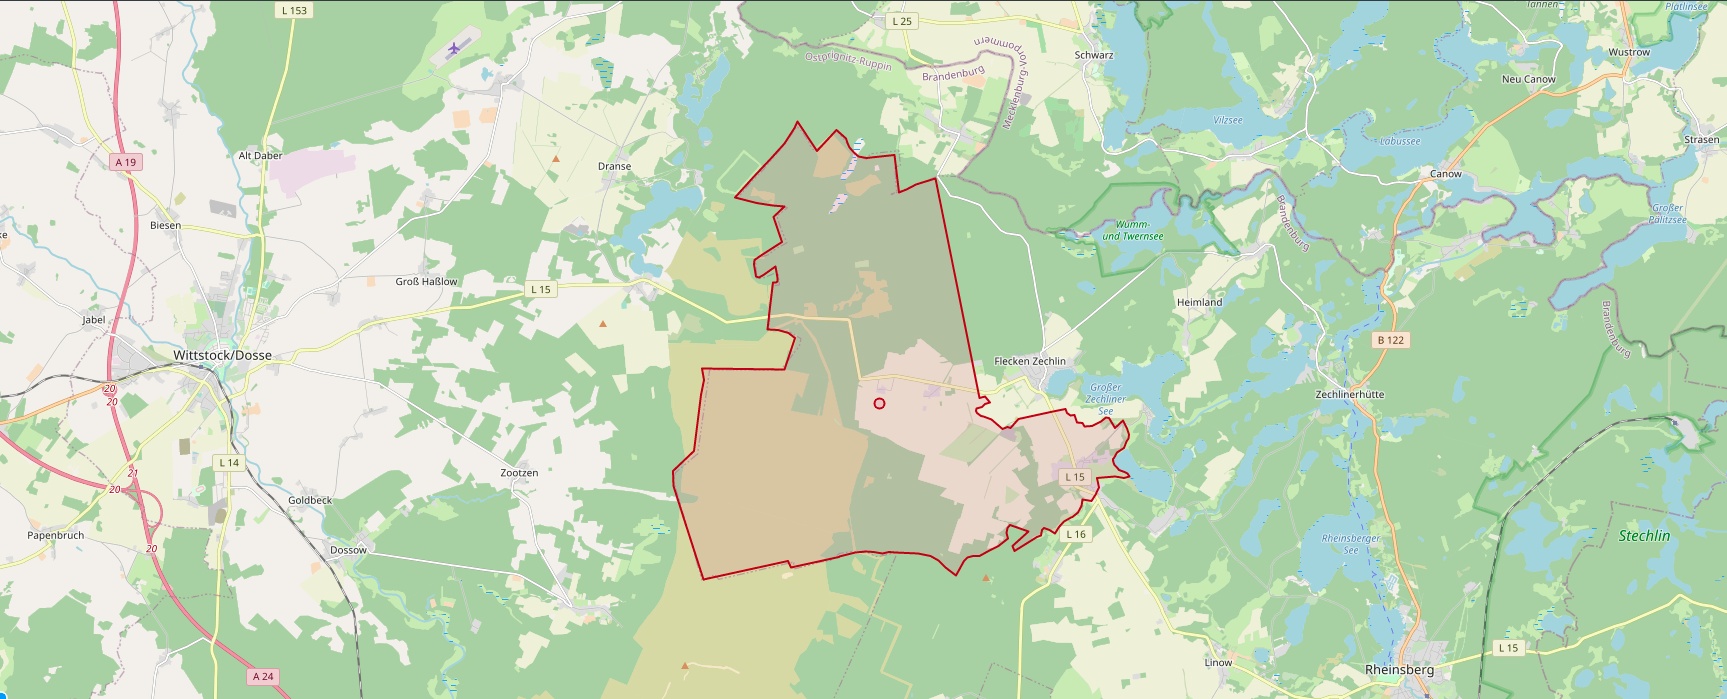 L 153
L 25
Tannen
Plätlinsee
Ostprignitz-Ruppin
Brandenburg
Mecklenburg-Vorpommern
Schwarz
Wustrow
Neu Canow
Vilzsee
Labussee
Strasen
Alt Daber
A 19
Dranse
Canow
Biesen
Wumm-
und Twernsee
Brandenburg
Großer
Pälitzsee
Groß Haßlow
L 15
Heimland
Jabel
Wittstock/Dosse
Flecken Zechlin
B 122
Brandenburg
20
20
Großer
Zechliner
See
Zechlinerhütte
L 14
21
20
Zootzen
L 15
Goldbeck
Papenbruch
20
Dossow
L 16
Rheinsberger
See
Stechlin
A 24
Linow
Rheinsberg
L 15